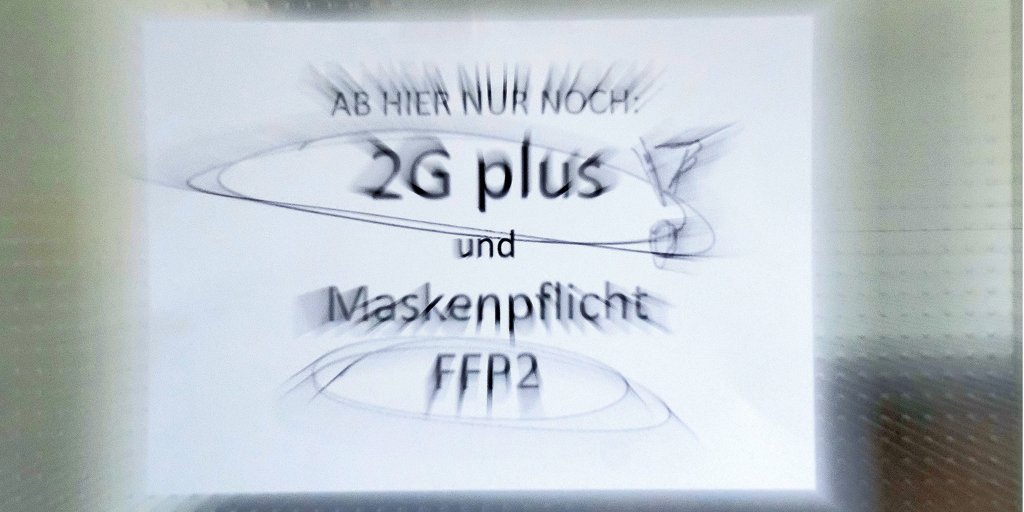 AB HIER NUR NOCH:
2G plus
und
Maskenpflicht
FFP2